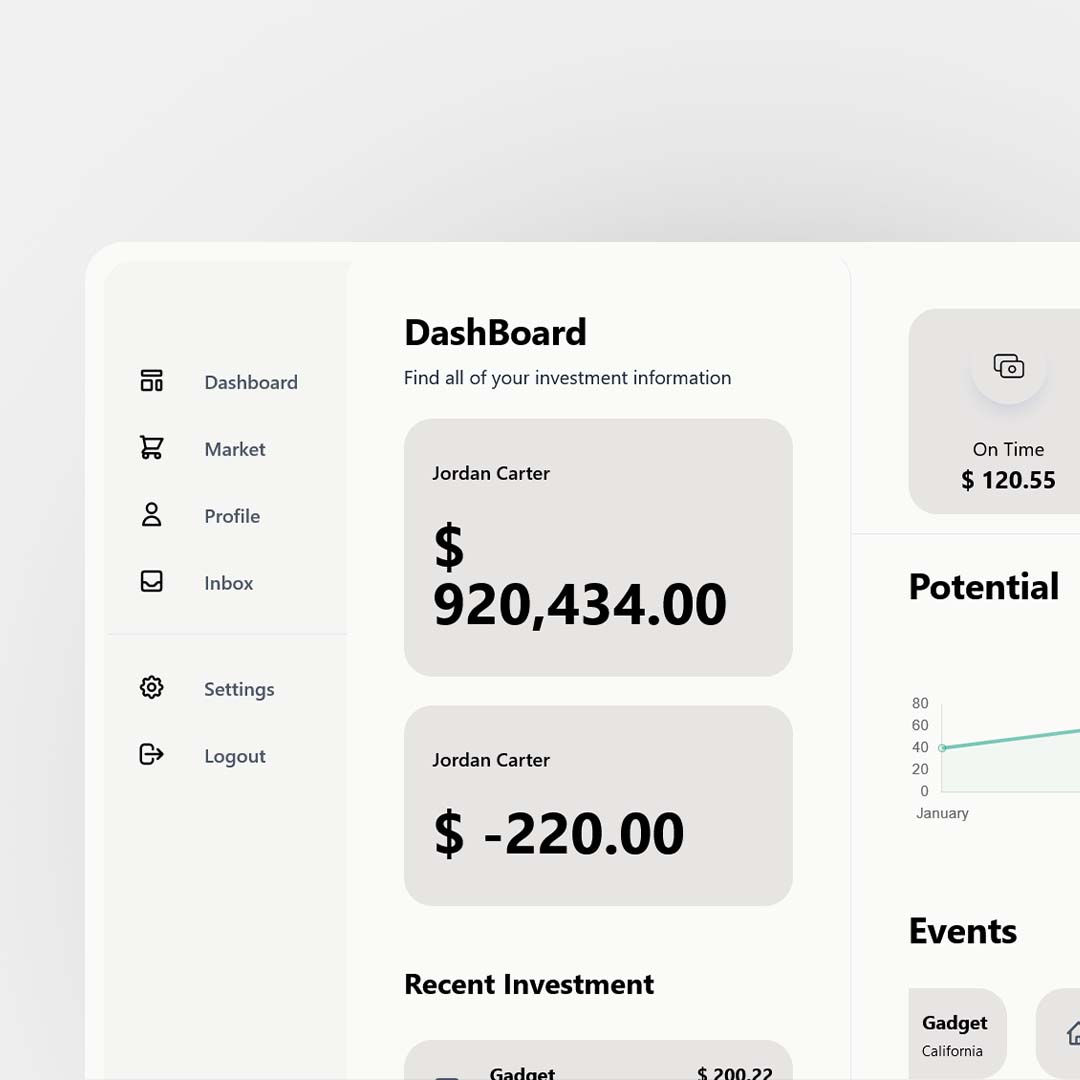 Dashboard
Market
Profile
Inbox
Settings
Logout
DashBoard
Find all of your investment information
Jordan Carter
$
920,434.00
Jordan Carter
$ -220.00
Recent Investment
Gadget
$ 200.22
On Time
$ 120.55
Potential
80
60
40
20
0
January
Events
Gadget
California